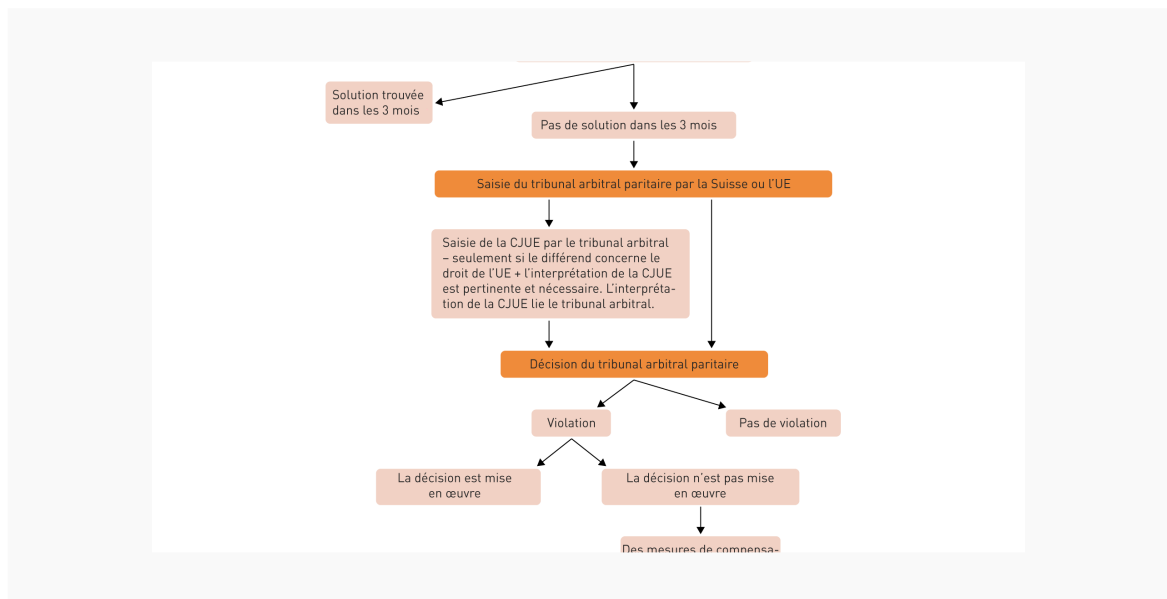 Solution trouvée
dans les 3 mois
Pas de solution dans les 3 mois
Saisie du tribunal arbitral paritaire par la Suisse ou l'UE
Saisie de la CJUE par le tribunal arbitral
– seulement si le différend concerne le
droit de l'UE + l'interprétation de la CJUE
est pertinente et nécessaire. L'interpréta-
tion de la CJUE lie le tribunal arbitral.
Décision du tribunal arbitral paritaire
Violation
Pas de violation
La décision est mise
en œuvre
La décision n'est pas mise
en œuvre
Des mesures de compensa-